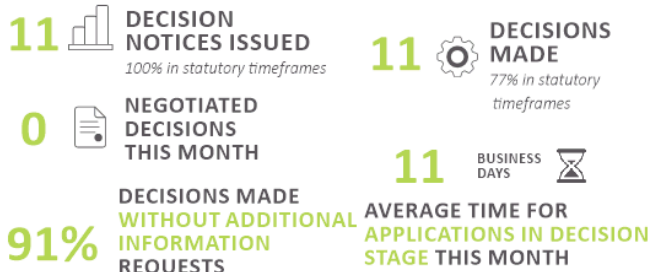 11
DECISION
NOTICES ISSUED
100% in statutory timeframes
11
DECISIONS
MADE
77% in statutory
timeframes
0
NEGOTIATED
DECISIONS
THIS MONTH
11
BUSINESS
DAYS
AVERAGE TIME FOR
APPLICATIONS IN DECISION
STAGE THIS MONTH
91%
DECISIONS MADE
WITHOUT ADDITIONAL
INFORMATION
REQUESTS